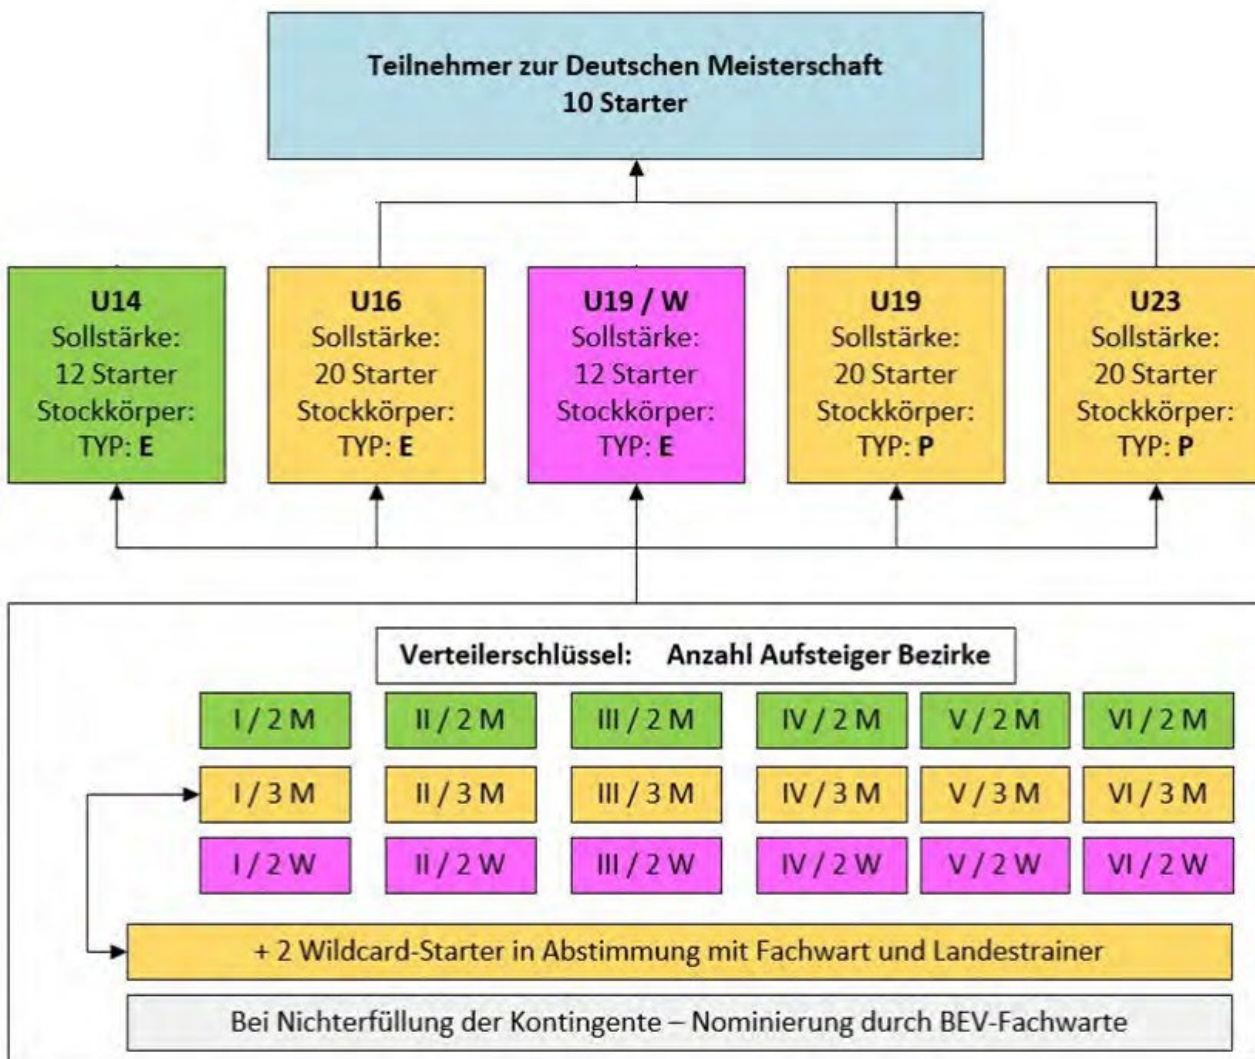 Teilnehmer zur Deutschen Meisterschaft
10 Starter
U14
Sollstärke:
12 Starter
Stockkörper:
TYP: E
U16
Sollstärke:
20 Starter
Stockkörper:
TYP: E
U19 / W
Sollstärke:
12 Starter
Stockkörper:
TYP: E
U19
Sollstärke:
20 Starter
Stockkörper:
TYP: P
U23
Sollstärke:
20 Starter
Stockkörper:
TYP: P
Verteilerschlüssel: Anzahl Aufsteiger Bezirke
I / 2 M II / 2 M III / 2 M IV / 2 M V / 2 M VI / 2 M
I / 3 M II / 3 M III / 3 M IV / 3 M V / 3 M VI / 3 M
I / 2 W II / 2 W III / 2 W IV / 2 W V / 2 W VI / 2 W
+ 2 Wildcard-Starter in Abstimmung mit Fachwart und Landestrainer
Bei Nichterfüllung der Kontingente – Nominierung durch BEV-Fachwarte